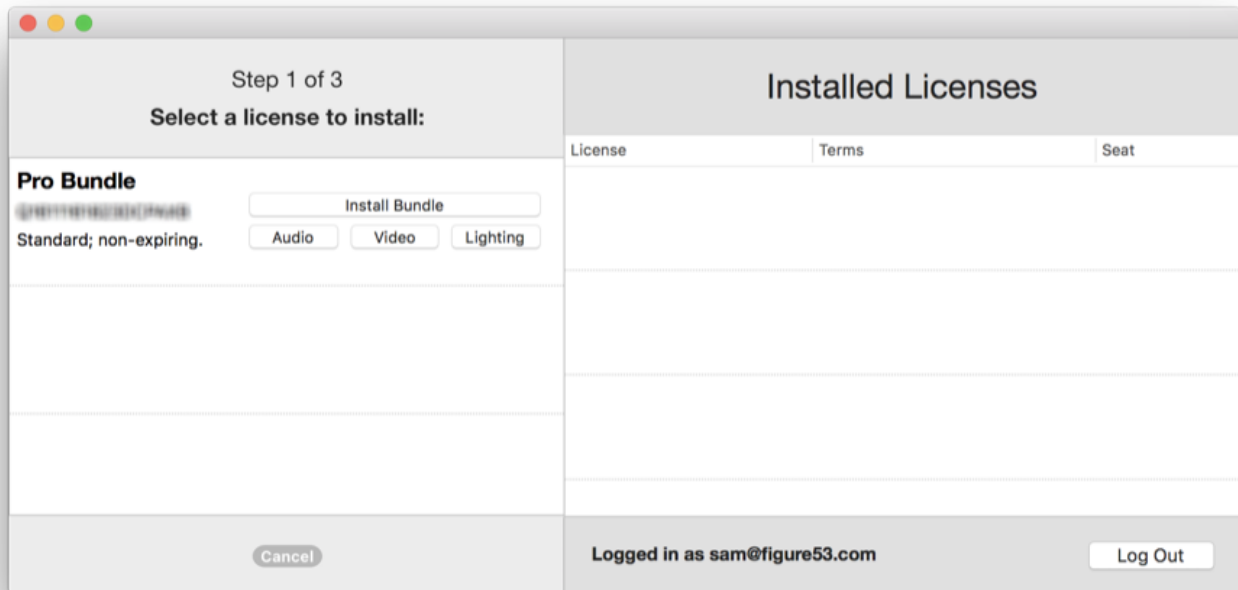 Step 1 of 3
Select a license to install:
Pro Bundle
Install Bundle
Standard; non-expiring.
Audio
Video
Lighting
Cancel
Installed Licenses
License
Terms
Seat
Logged in as sam@figure53.com
Log Out